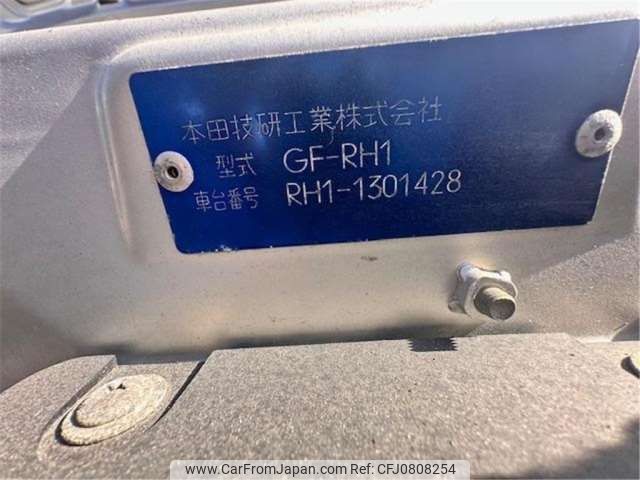 本田技研工業株式会社
型式 GF-RH1
車台番号 RH1-1301428
www.CarFromJapan.com - CFJ0808254